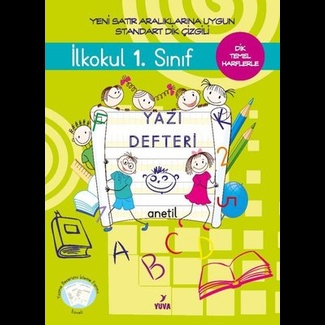 YENİ SATIR ARALIKLARINA UYGUN
STANDART DİK ÇİZGİLİ
İlkokul 1. Sınıf
DİK
TEMEL
HARFLERLE
YAZI
DEFTERİ
anetil
A
B
C
YUVA